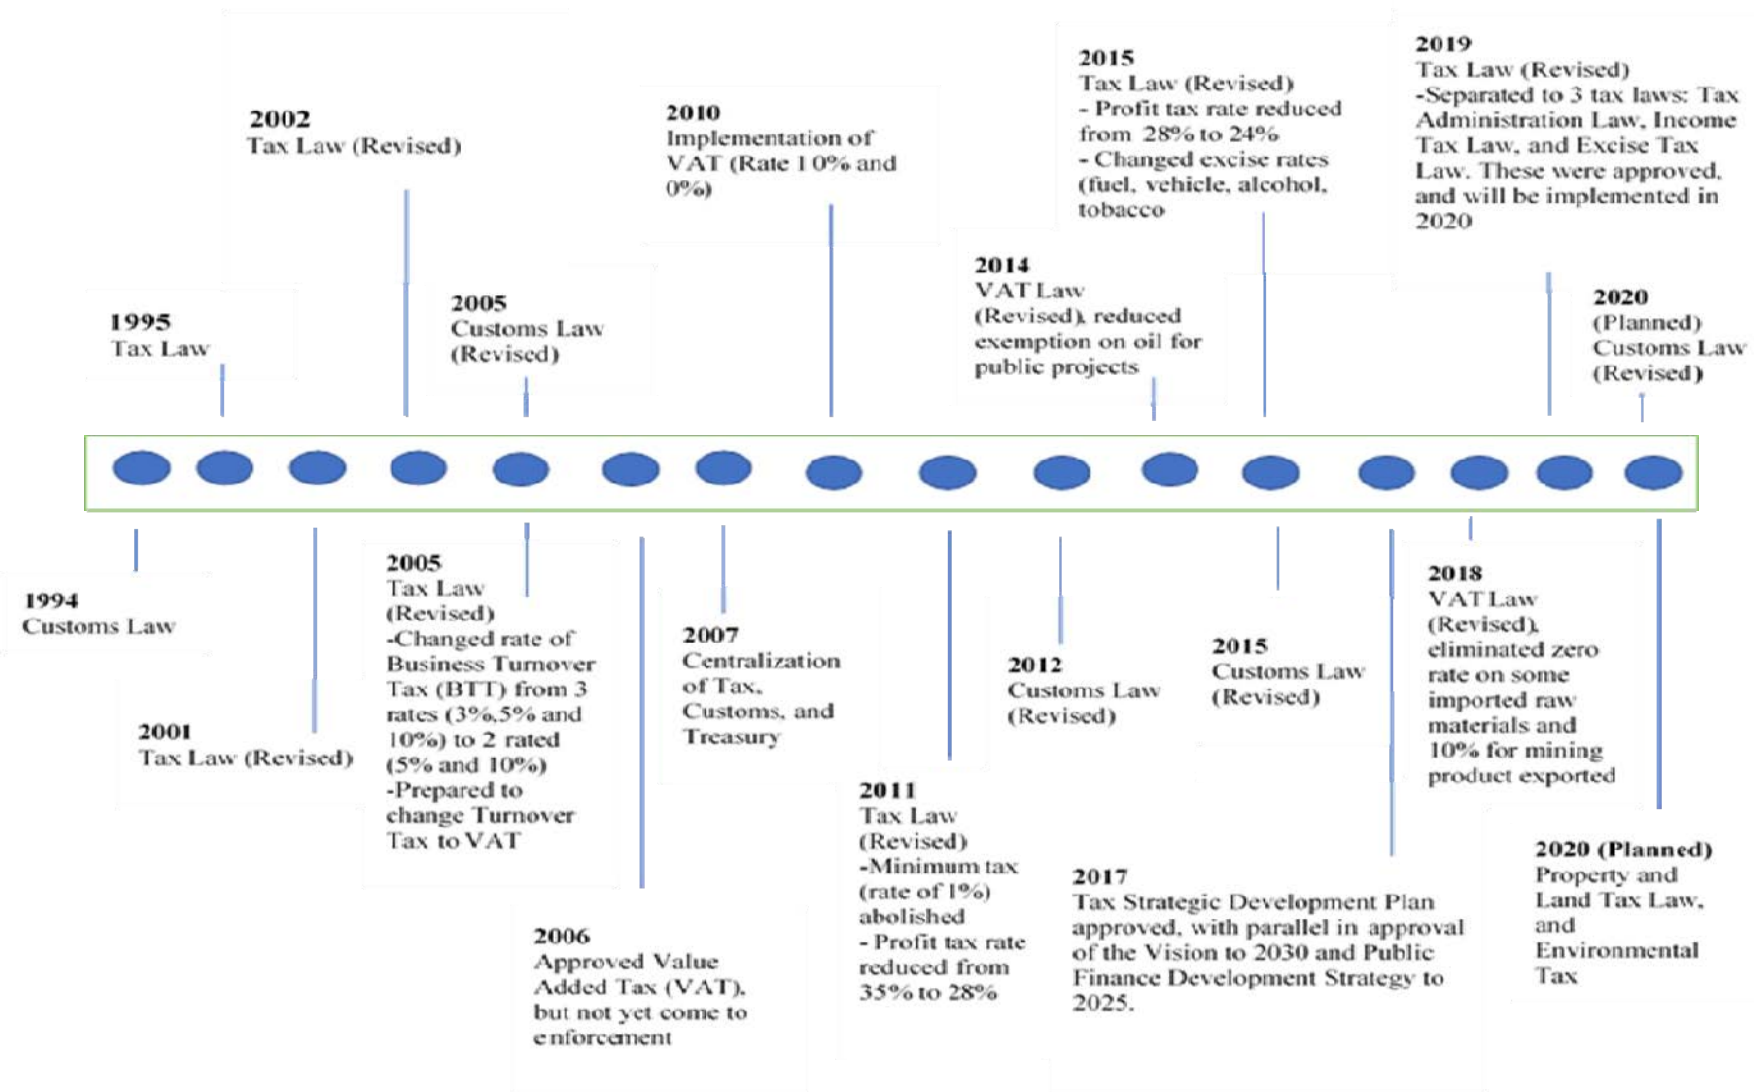 2002
Tax Law (Revised)
2010
Implementation of
VAT (Rate 10% and
0%)
2015
Tax Law (Revised)
- Profit tax rate reduced
from 28% to 24%
- Changed excise rates
(fuel, vehicle, alcohol,
tobacco
2019
Tax Law (Revised)
-Separated to 3 tax laws: Tax
Administration Law, Income
Tax Law, and Excise Tax
Law. These were approved,
and will be implemented in
2020
1995
Tax Law
2005
Customs Law
(Revised)
2014
VAT Law
(Revised), reduced
exemption on oil for
public projects
2020
(Planned)
Customs Law
(Revised)
1994
Customs Law
2001
Tax Law (Revised)
2005
Tax Law
(Revised)
-Changed rate of
Business Turnover
Tax (BTT) from 3
rates (3%,5% and
10%) to 2 rated
(5% and 10%)
-Prepared to
change Turnover
Tax to VAT
2006
Approved Value
Added Tax (VAT),
but not yet come to
enforcement
2007
Centralization
of Tax,
Customs, and
Treasury
2011
Tax Law
(Revised)
-Minimum tax
(rate of 1%)
abolished
- Profit tax rate
reduced from
35% to 28%
2012
Customs Law
(Revised)
2015
Customs Law
(Revised)
2017
Tax Strategic Development Plan
approved, with parallel in approval
of the Vision to 2030 and Public
Finance Development Strategy to
2025.
2018
VAT Law
(Revised),
eliminated zero
rate on some
imported raw
materials and
10% for mining
product exported
2020 (Planned)
Property and
Land Tax Law,
and
Environmental
Tax